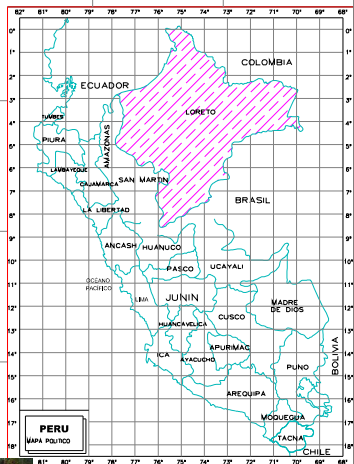 82° 81° 80° 79° 78° 77° 76° 75° 74° 73° 72° 71° 70° 69° 68°
0°
1°
COLOMBIA
2°
ECUADOR
3°
LORETO
TUMBES
4°
PIURA
AMAZONAS
5°
LAMBAYEQUE
6°
CAJAMARCA
SAN MARTIN
7°
BRASIL
LA LIBERTAD
8°
ANCASH
HUANUCO
9°
PASCO
UCAYALI
10°
OCEANO
PACIFICO
11°
LIMA
JUNIN
MADRE
DE DIOS
12°
CUSCO
HUANCAVELICA
13°
BOLIVIA
APURIMAC
ICA
AYACUCHO
14°
PUNO
15°
AREQUIPA
16°
MOQUEGUA
PERU
17°
MAPA POLITICO
TACNA
18°
CHILE
81° 80° 79° 78° 77° 76° 75° 74° 73° 72° 71° 70° 69° 68°